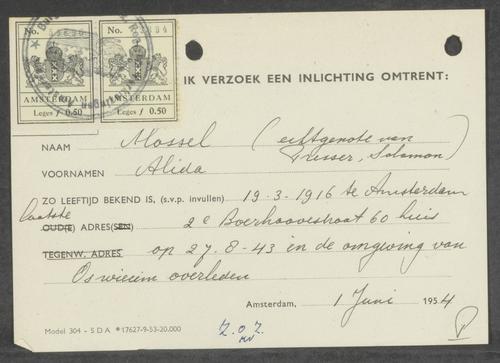 No. No.
AMSTERDAM AMSTERDAM
Leges f 0.50 Leges f 0.50
IK VERZOEK EEN INLICHTING OMTRENT:
NAAM Mossel (echtgenote van
Presser, Salomon)
VOORNAMEN Alida
ZO LEEFTIJD BEKEND IS, (s.v.p. invullen) 19-3-1916 te Amsterdam
laatste
OUD(E) ADRES(SEN) 2e Boerhaavestraat 60 huis
TEGENW. ADRES op 27-8-43 in de omgeving van
Oswiecim overleden
Amsterdam, 1 Juni 1954
Model 304 - S D A *17627-9-53-20.000
Z.O.Z.